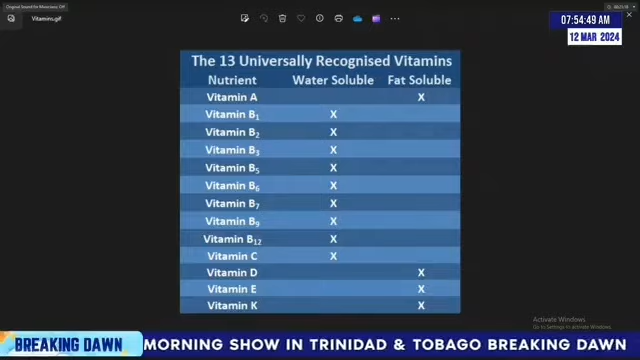 Vitamins.gif
07:54:49 AM
12 MAR 2024
The 13 Universally Recognised Vitamins
Nutrient Water Soluble Fat Soluble
Vitamin A X
Vitamin B1 X
Vitamin B2 X
Vitamin B3 X
Vitamin B5 X
Vitamin B6 X
Vitamin B7 X
Vitamin B9 X
Vitamin B12 X
Vitamin C X
Vitamin D X
Vitamin E X
Vitamin K X
Activate Windows
Go to Settings to activate Windows.
BREAKING DAWN MORNING SHOW IN TRINIDAD & TOBAGO BREAKING DAWN